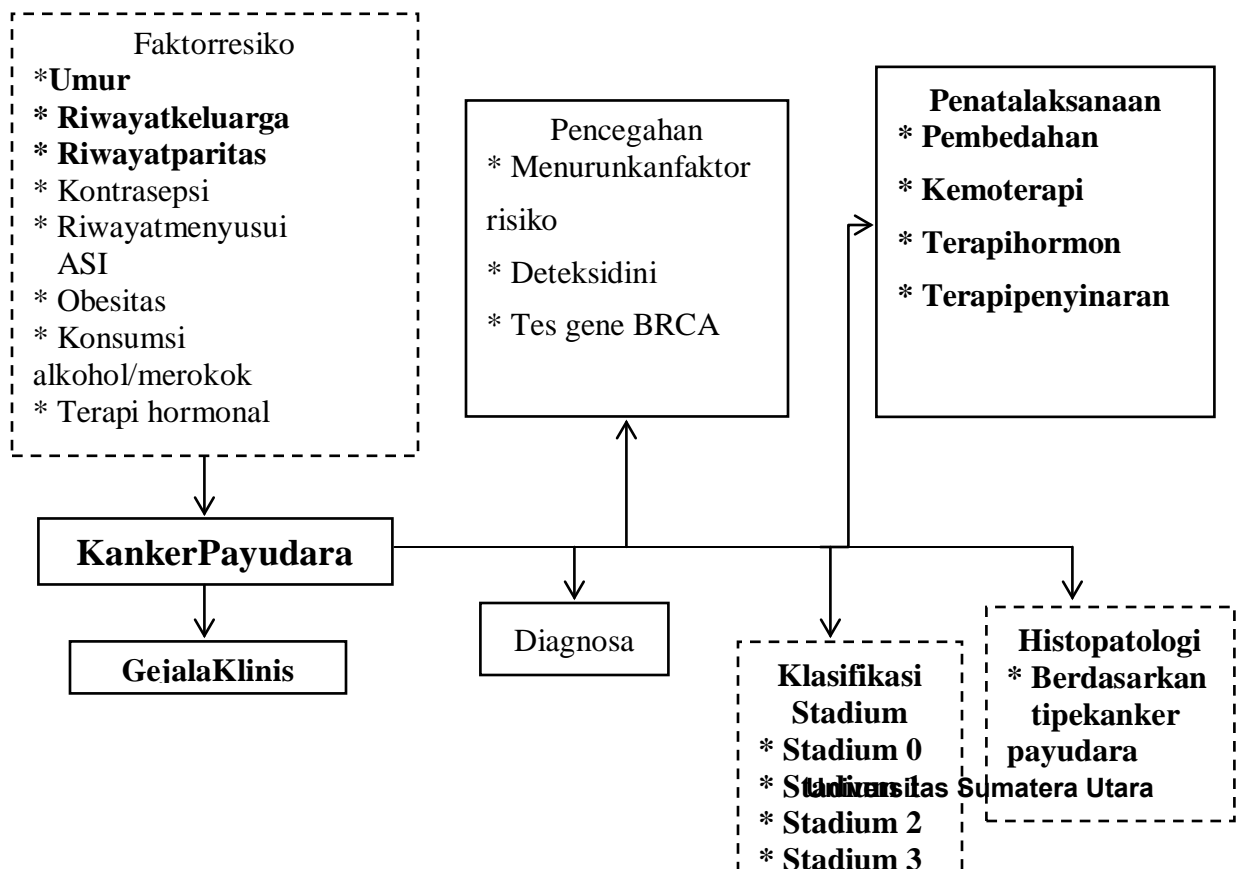 Faktorresiko
*Umur
* Riwayatkeluarga
* Riwayatparitas
* Kontrasepsi
* Riwayatmenyusui
ASI
* Obesitas
* Konsumsi
alkohol/merokok
* Terapi hormonal
Pencegahan
* Menurunkanfaktor
risiko
* Deteksidini
* Tes gene BRCA
Penatalaksanaan
* Pembedahan
* Kemoterapi
* Terapihormon
* Terapipenyinaran
KankerPayudara
GejalaKlinis
Diagnosa
Klasifikasi
Stadium
* Stadium 0
* Stadium 1
* Stadium 2
* Stadium 3
Histopatologi
* Berdasarkan
tipekanker
payudara
Universitas Sumatera Utara